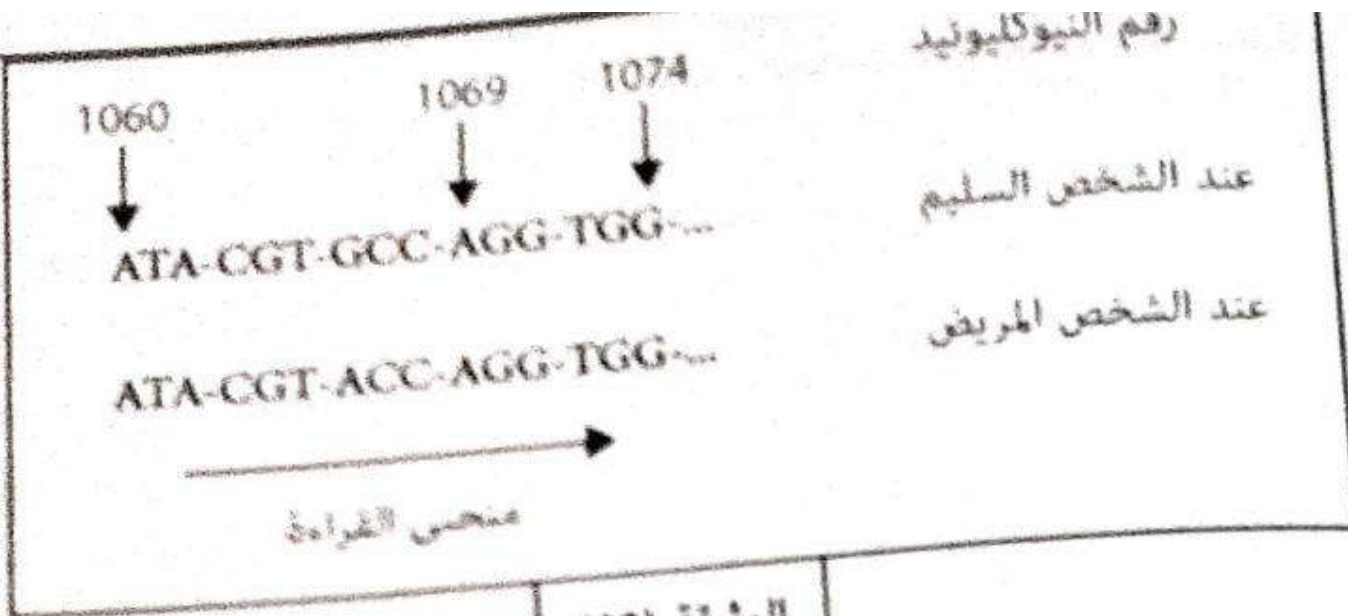 رقم النيوكليوتيد
1060 1069 1074
عند الشخص السليم
ATA-CGT-GCC-AGG-TGG-...
عند الشخص المريض
ATA-CGT-ACC-AGG-TGG-...
منحى القراءة